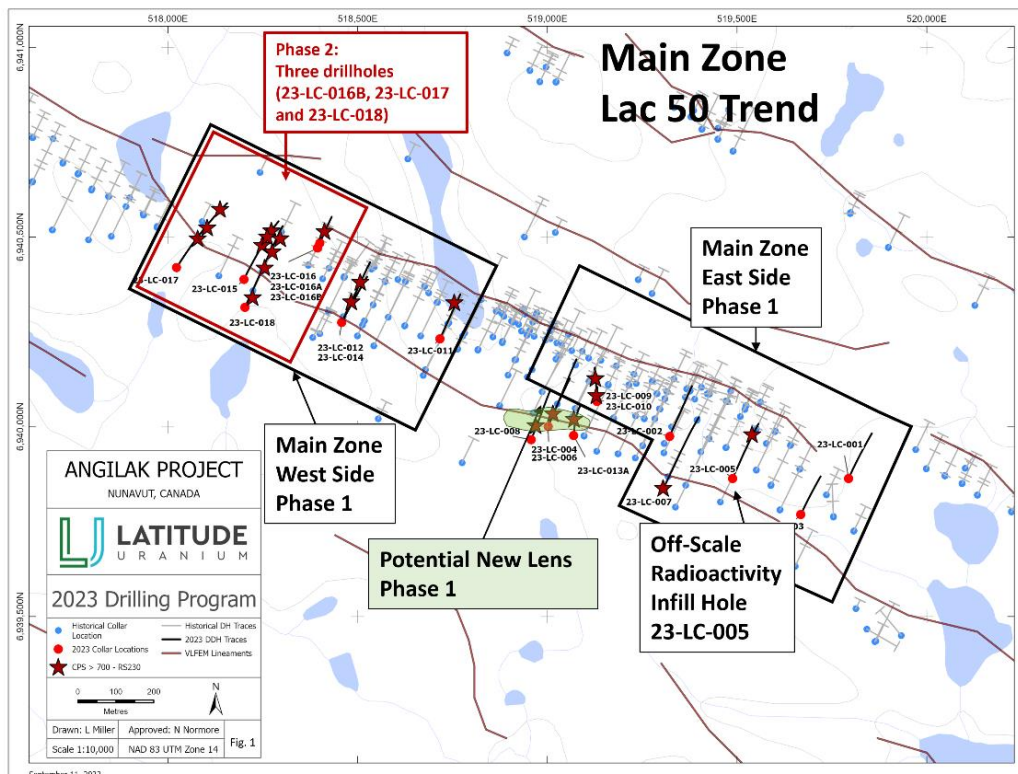 518,000E
518,500E
519,000E
519,500E
520,000E
6,941,000N
6,940,500N
6,940,000N
6,939,500N
Main Zone
Lac 50 Trend
Phase 2:
Three drillholes
(23-LC-016B, 23-LC-017
and 23-LC-018)
Main Zone
East Side
Phase 1
23-LC-017
23-LC-015
23-LC-016
23-LC-016A
23-LC-016B
23-LC-018
23-LC-012
23-LC-014
23-LC-011
23-LC-009
23-LC-010
23-LC-008
23-LC-004
23-LC-006
23-LC-002
23-LC-001
23-LC-013A
23-LC-005
23-LC-007
03
Main Zone
West Side
Phase 1
Potential New Lens
Phase 1
Off-Scale
Radioactivity
Infill Hole
23-LC-005
ANGILAK PROJECT
NUNAVUT, CANADA
LATITUDE
URANIUM
2023 Drilling Program
Historical Collar
Location
Historical DH Traces
2023 Collar Locations
2023 DDH Traces
CPS > 700 - RS230
VLFEM Lineaments
0 100 200
Metres
N
Drawn: L Miller Approved: N Normore
Scale 1:10,000 NAD 83 UTM Zone 14
Fig. 1